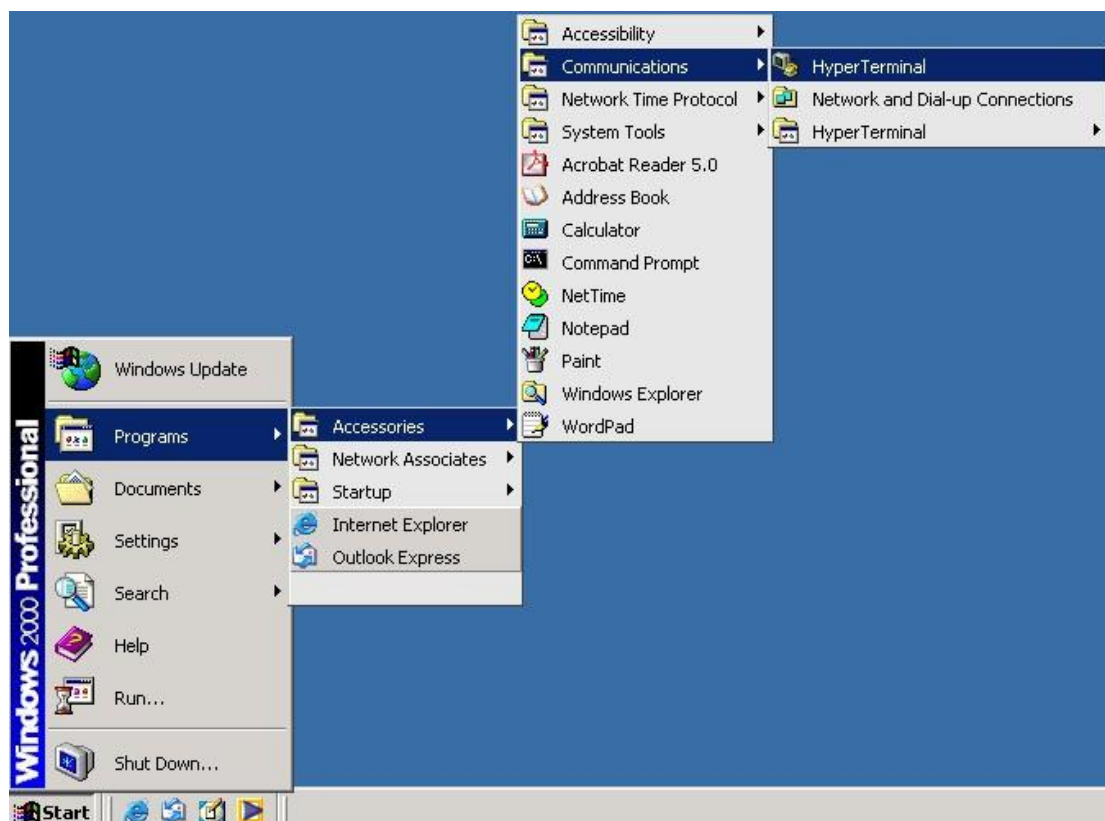 Accessibility
Communications
Network Time Protocol
System Tools
Acrobat Reader 5.0
Address Book
Calculator
Command Prompt
NetTime
Notepad
Paint
Windows Explorer
WordPad
HyperTerminal
Network and Dial-up Connections
HyperTerminal
Windows Update
Programs
Documents
Settings
Search
Help
Run...
Shut Down...
Accessories
Network Associates
Startup
Internet Explorer
Outlook Express
Windows 2000 Professional
Start